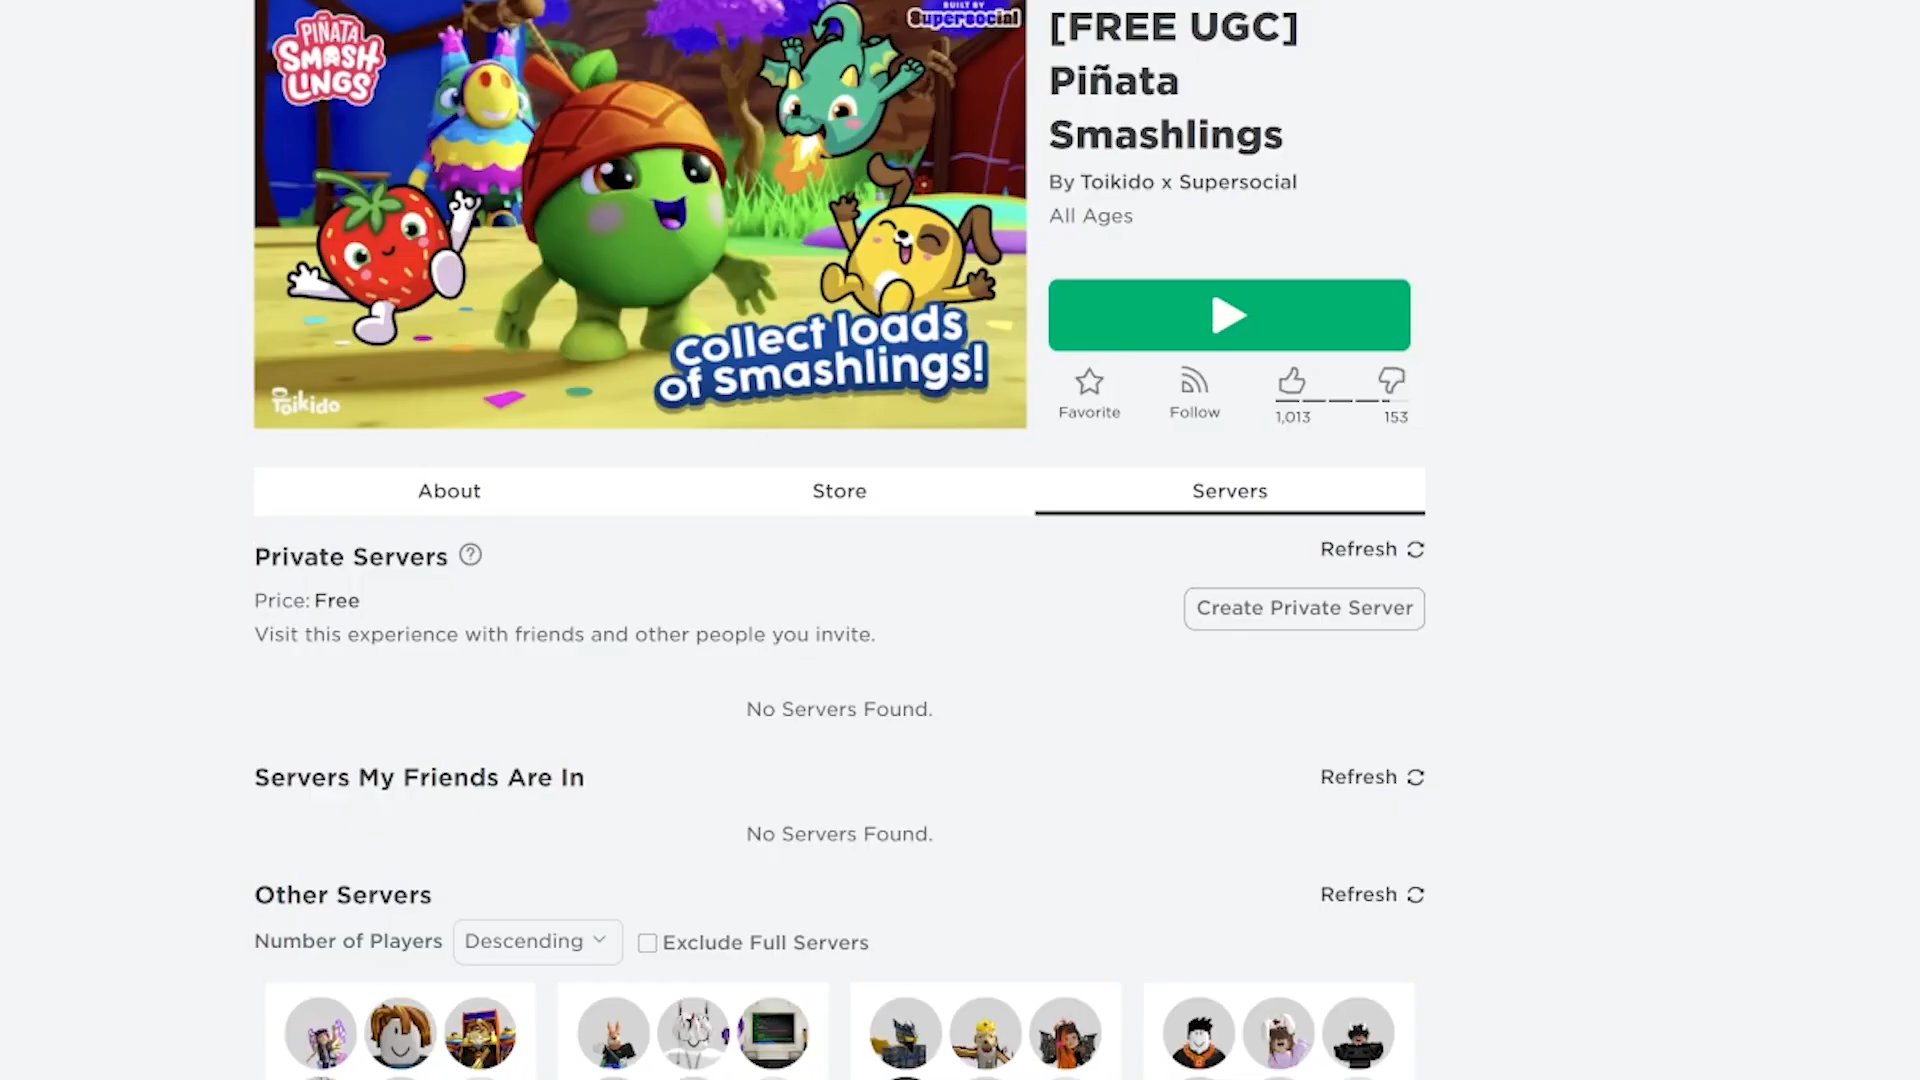 PIÑATA
SMASH
LINGS
BUILT BY
Supersocial
collect loads
of smashlings!
Toikido
[FREE UGC]
Piñata
Smashlings
By Toikido x Supersocial
All Ages
Favorite
Follow
1,013
153
About
Store
Servers
Private Servers
Refresh
Price: Free
Create Private Server
Visit this experience with friends and other people you invite.
No Servers Found.
Servers My Friends Are In
Refresh
No Servers Found.
Other Servers
Refresh
Number of Players
Descending
Exclude Full Servers